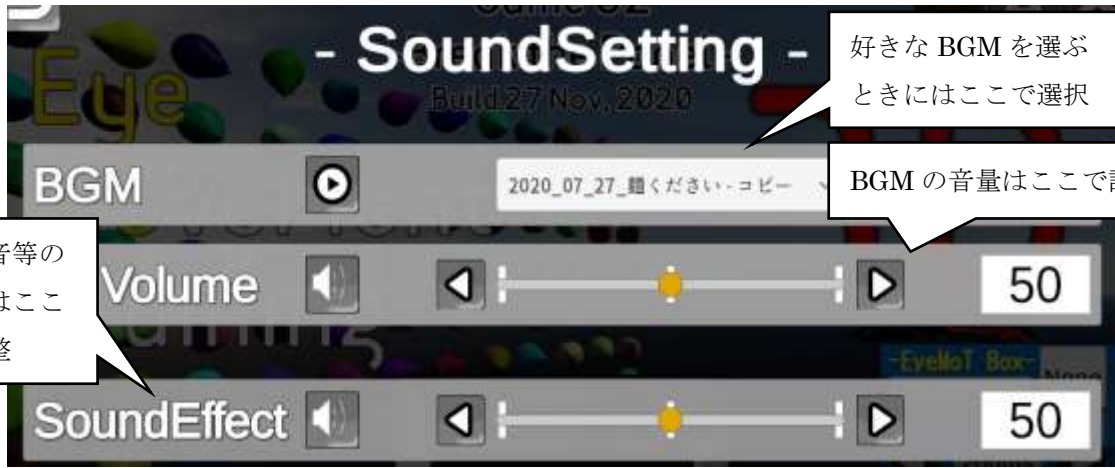 - SoundSetting -
Build 27 Nov, 2020
Eye
好きな BGM を選ぶ
ときにはここで選択
BGM
2020_07_27_麺ください - コピー
BGM の音量はここで
音等の
はここ
整
Volume
50
-EyeMoT Box-
None
SoundEffect
50